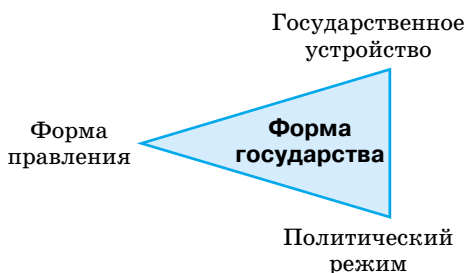 Государственное
устройство
Форма
правления
Форма
государства
Политический
режим